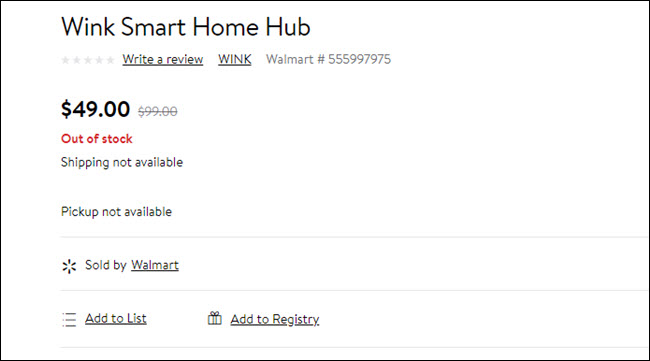 Wink Smart Home Hub
Write a review WINK Walmart # 555997975
$49.00 $99.00
Out of stock
Shipping not available
Pickup not available
Sold by Walmart
Add to List Add to Registry